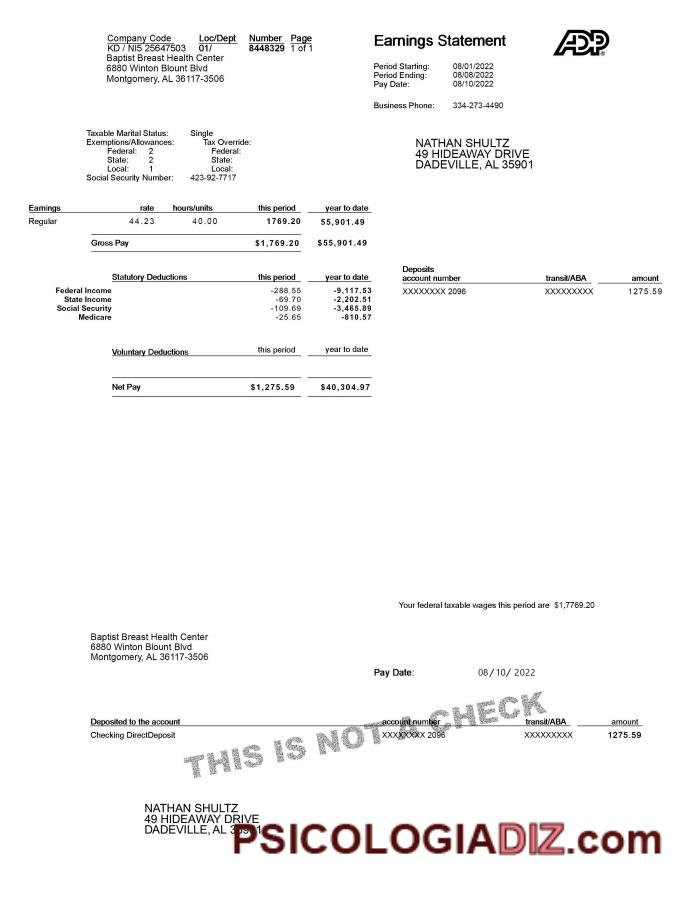 Company Code Loc/Dept Number Page
KD / NI5 25647503 01/ 8448329 1 of 1
Baptist Breast Health Center
6880 Winton Blount Blvd
Montgomery, AL 36117-3506
Earnings Statement
ADP
Period Starting: 08/01/2022
Period Ending: 08/08/2022
Pay Date: 08/10/2022
Business Phone: 334-273-4490
Taxable Marital Status: Single
Exemptions/Allowances: Tax Override:
Federal: 2 Federal:
State: 2 State:
Local: 1 Local:
Social Security Number: 423-92-7717
NATHAN SHULTZ
49 HIDEAWAY DRIVE
DADEVILLE, AL 35901
Earnings rate hours/units this period year to date
Regular 44.23 40.00 1769.20 55,901.49
Gross Pay $1,769.20 $55,901.49
Statutory Deductions this period year to date
Federal Income -288.55 -9,117.53
State Income -69.70 -2,202.51
Social Security -109.69 -3,465.89
Medicare -25.65 -810.57
Deposits
account number transit/ABA amount
XXXXXXXX 2096 XXXXXXXXX 1275.59
Voluntary Deductions this period year to date
Net Pay $1,275.59 $40,304.97
Your federal taxable wages this period are $1,7769.20
Baptist Breast Health Center
6880 Winton Blount Blvd
Montgomery, AL 36117-3506
Pay Date: 08/10/ 2022
THIS IS NOT A CHECK
Deposited to the account account number transit/ABA amount
Checking DirectDeposit XXXXXXXX 2096 XXXXXXXXX 1275.59
NATHAN SHULTZ
49 HIDEAWAY DRIVE
DADEVILLE, AL 35901
PSICOLOGIADIZ.com